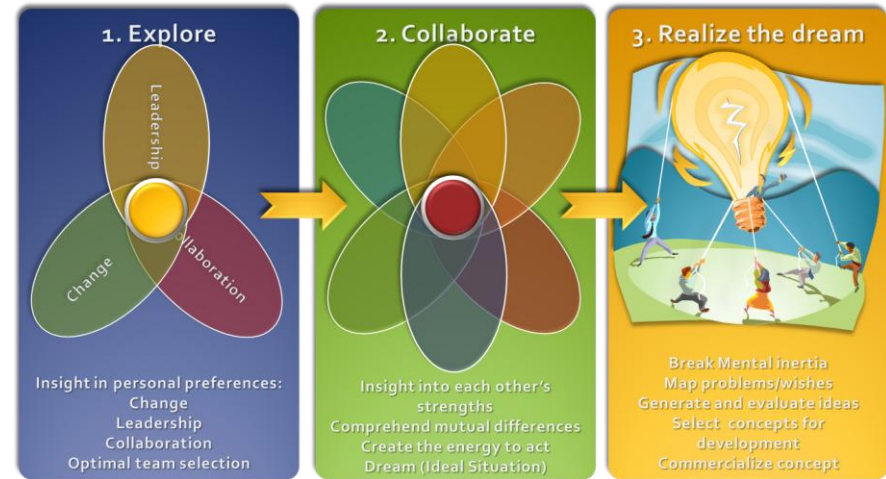 1. Explore
Leadership
Change
Collaboration
Insight in personal preferences:
Change
Leadership
Collaboration
Optimal team selection
2. Collaborate
Insight into each other's
strengths
Comprehend mutual differences
Create the energy to act
Dream (Ideal Situation)
3. Realize the dream
Break Mental inertia
Map problems/wishes
Generate and evaluate ideas
Select concepts for
development
Commercialize concept